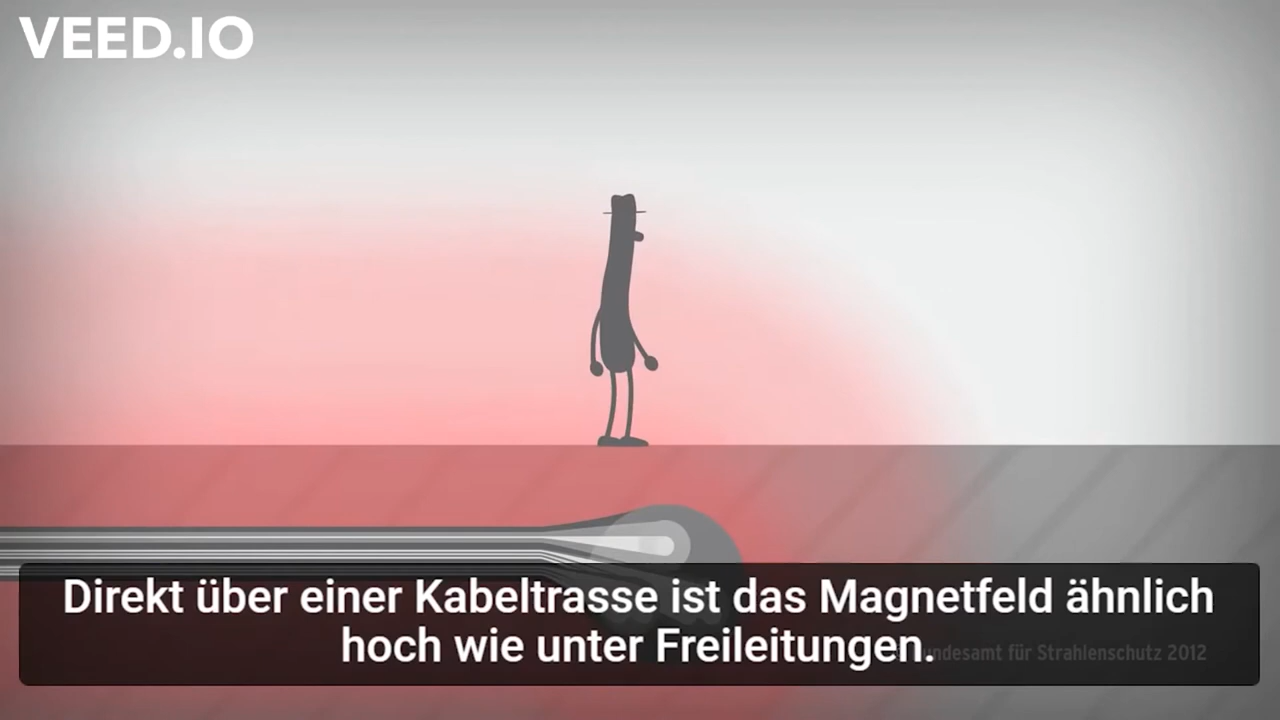 VEED.IO
Direkt über einer Kabeltrasse ist das Magnetfeld ähnlich
hoch wie unter Freileitungen.
für Strahlenschutz 2012